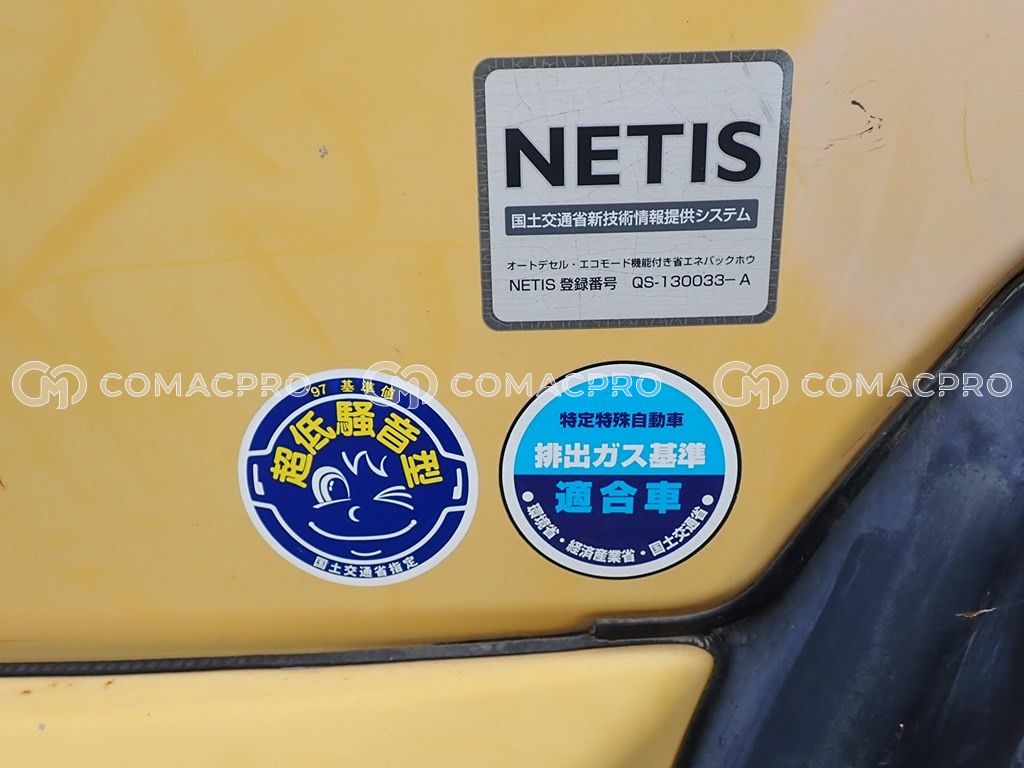 NETIS
国土交通省新技術情報提供システム
オートデセル・エコモード機能付き省エネバックホウ
NETIS 登録番号 QS-130033-A
COMACPRO COMACPRO COMACPRO
'97 基準値
超低騒音型
国土交通省指定
特定特殊自動車
排出ガス基準
適合車
●環境省・経済産業省・国土交通省●